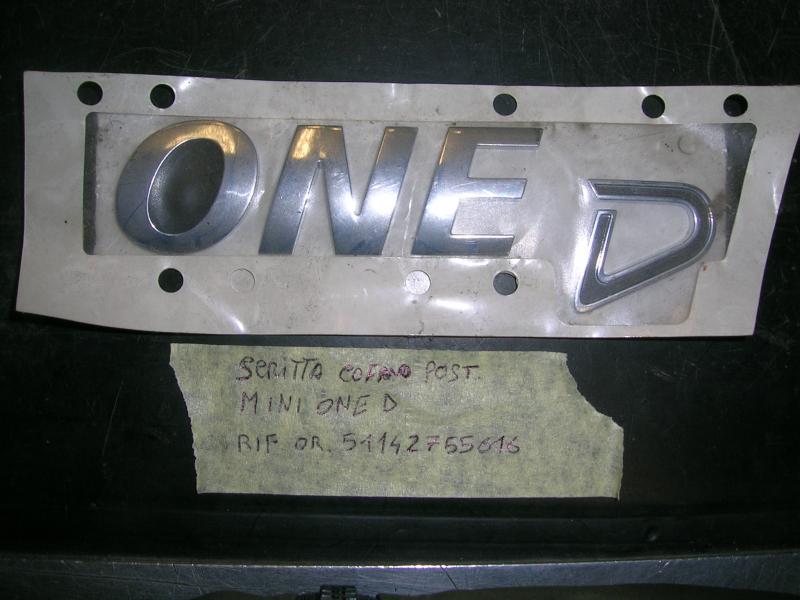 ONE D
SCRITTA COFANO POST.
MINI ONE D
RIF OR. 51142755616